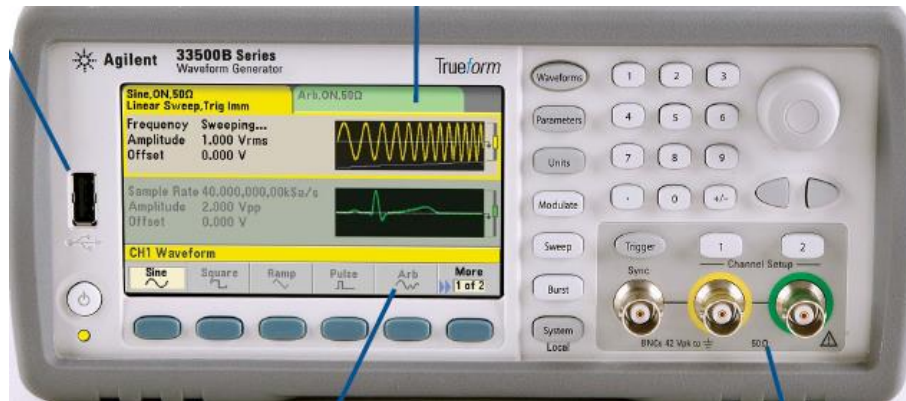 Agilent 33500B Series
Waveform Generator
Trueform
Sine,ON,50Ω
Linear Sweep,Trig Imm
Arb,ON,50Ω
Frequency Sweeping...
Amplitude 1.000 Vrms
Offset 0.000 V
Sample Rate 40.000,000,00kSa/s
Amplitude 2.000 Vpp
Offset 0.000 V
CH1 Waveform
Sine
Square
Ramp
Pulse
Arb
More
1 of 2
Waveforms
Parameters
Units
Modulate
Sweep
Burst
System
Local
1 2 3
4 5 6
7 8 9
. 0 +/-
Trigger
1
2
Channel Setup
Sync
BNCs 42 Vpk to ⏚
50Ω